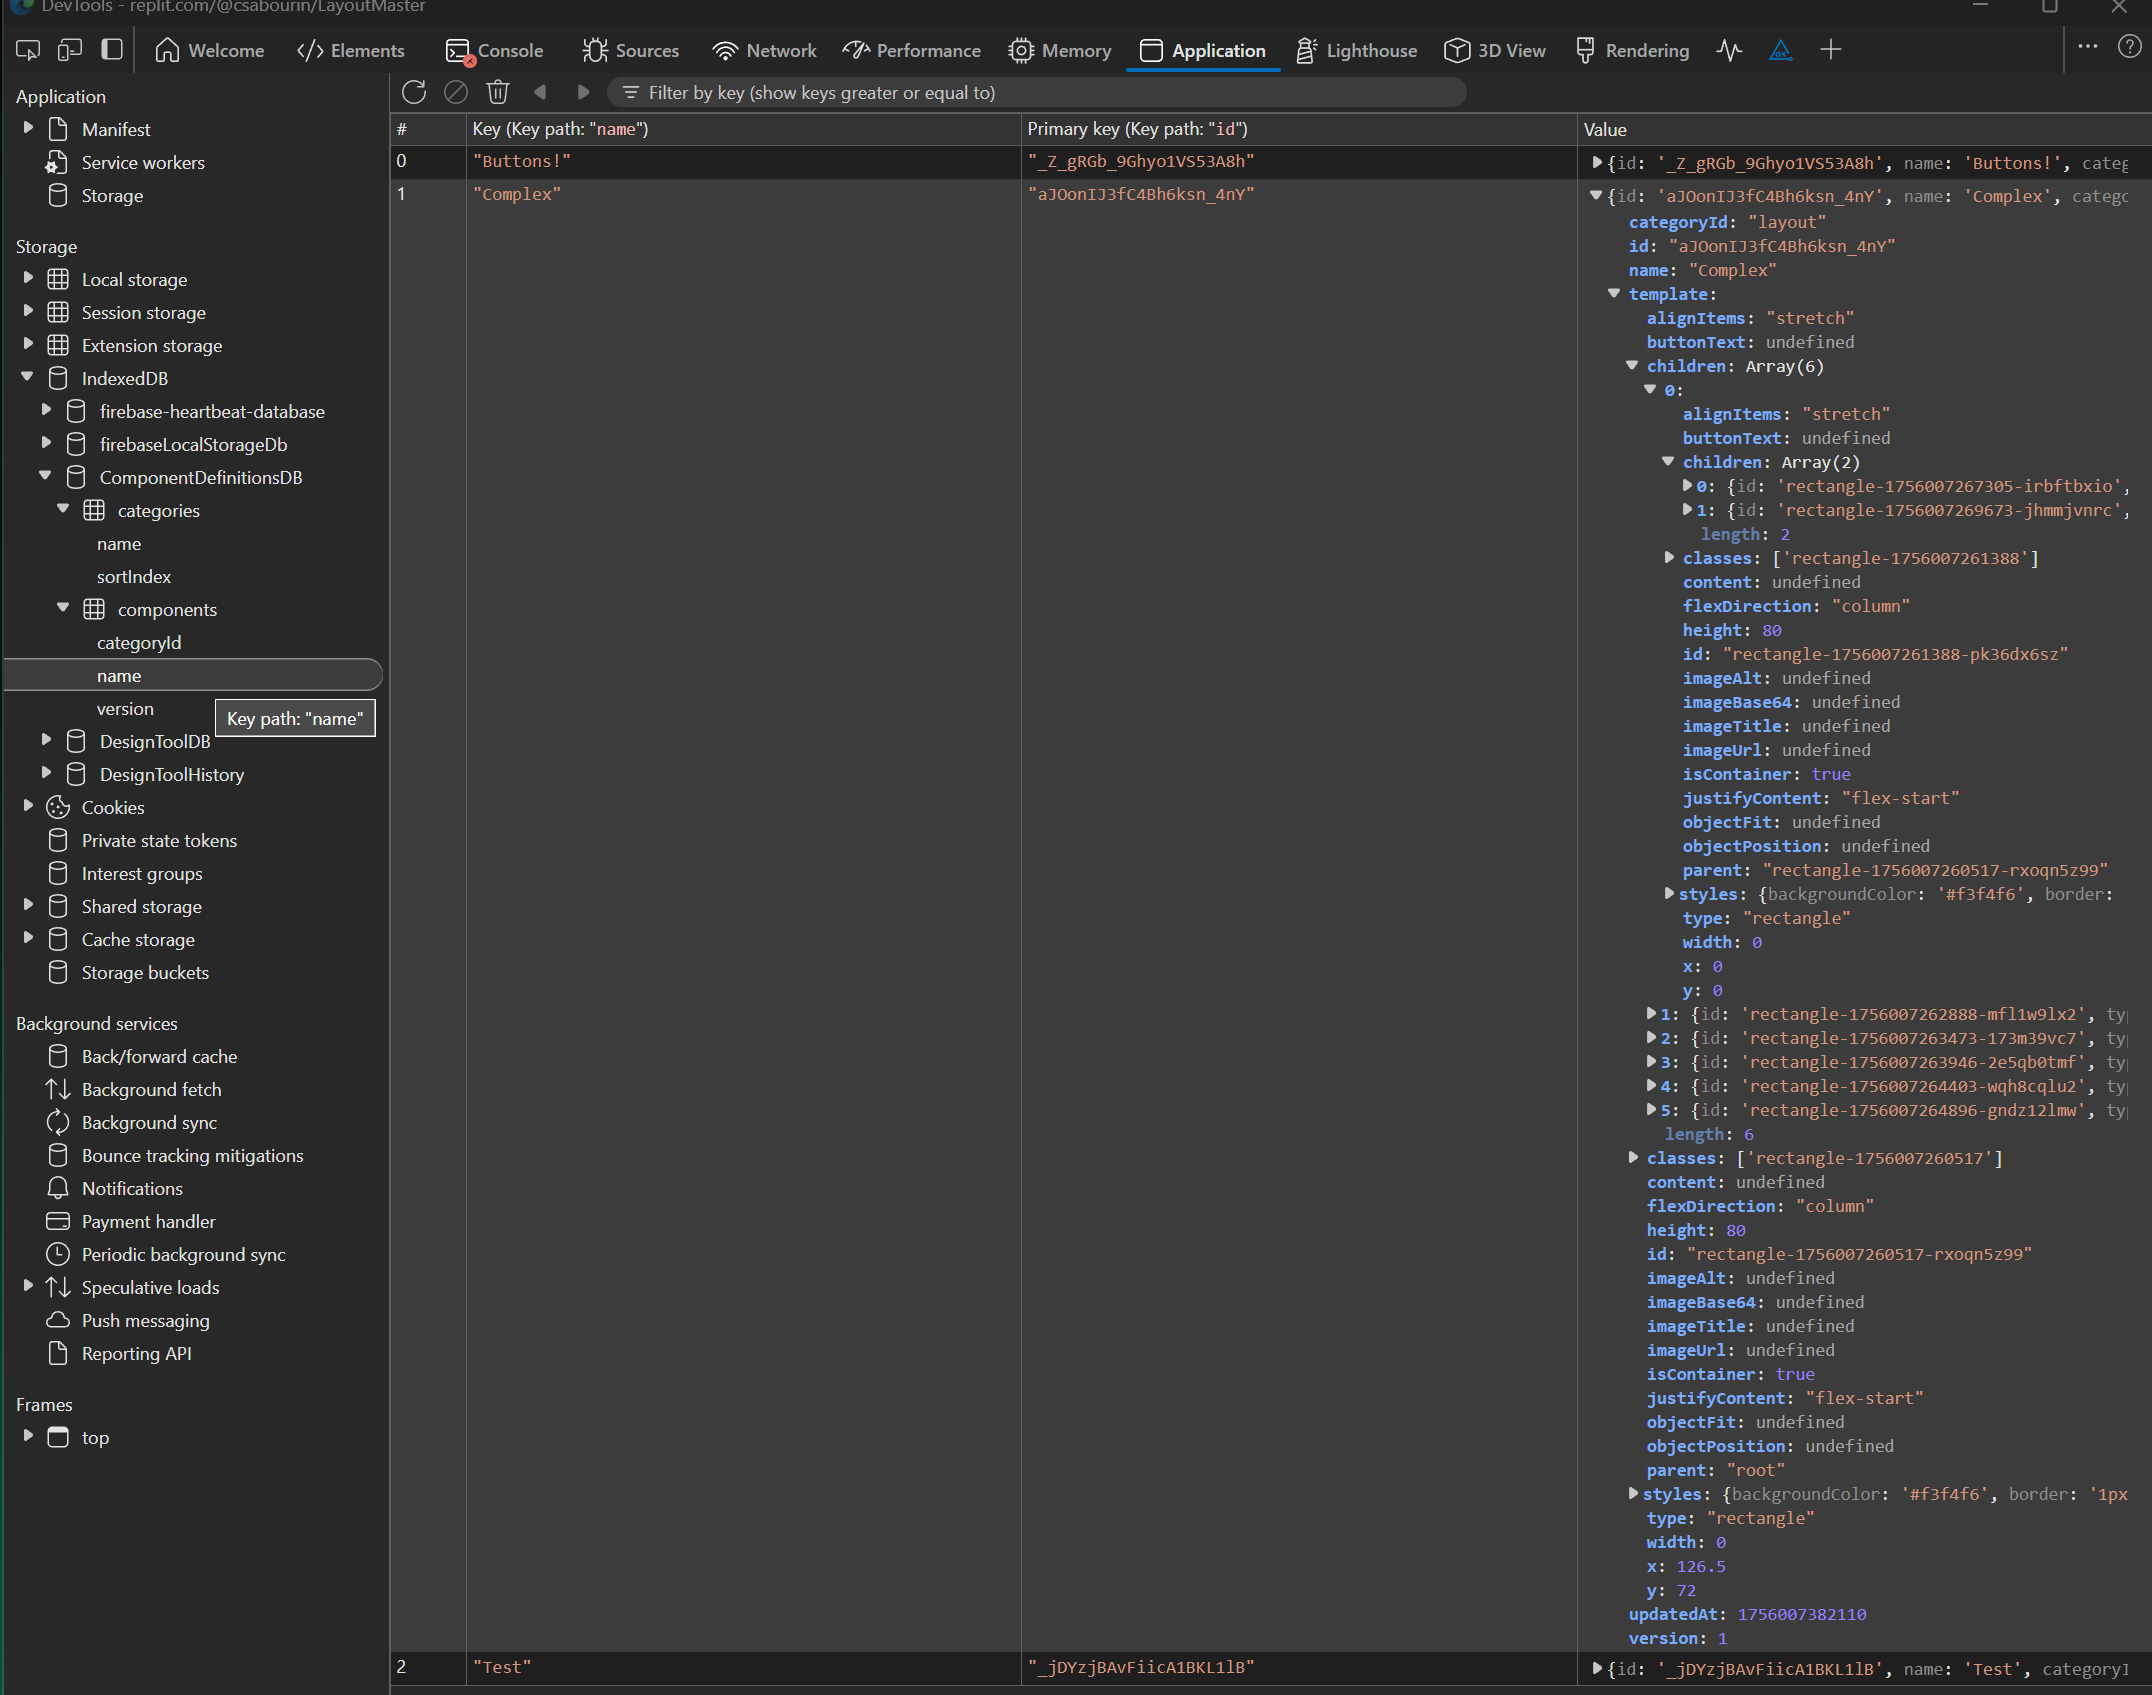 DevTools - replit.com/@csabourin/LayoutMaster
Welcome
Elements
Console
Sources
Network
Performance
Memory
Application
Lighthouse
3D View
Rendering
Filter by key (show keys greater or equal to)
Application
Manifest
Service workers
Storage
Storage
Local storage
Session storage
Extension storage
IndexedDB
firebase-heartbeat-database
firebaseLocalStorageDb
ComponentDefinitionsDB
categories
name
sortIndex
components
categoryId
name
version
Key path: "name"
DesignToolDB
DesignToolHistory
Cookies
Private state tokens
Interest groups
Shared storage
Cache storage
Storage buckets
Background services
Back/forward cache
Background fetch
Background sync
Bounce tracking mitigations
Notifications
Payment handler
Periodic background sync
Speculative loads
Push messaging
Reporting API
Frames
top
# Key (Key path: "name") Primary key (Key path: "id") Value
0 "Buttons!" "_Z_gRGb_9Ghyo1VS53A8h" {id: '_Z_gRGb_9Ghyo1VS53A8h', name: 'Buttons!', categ
1 "Complex" "aJOonIJ3fC4Bh6ksn_4nY" {id: 'aJOonIJ3fC4Bh6ksn_4nY', name: 'Complex', catego
categoryId: "layout"
id: "aJOonIJ3fC4Bh6ksn_4nY"
name: "Complex"
template:
alignItems: "stretch"
buttonText: undefined
children: Array(6)
0:
alignItems: "stretch"
buttonText: undefined
children: Array(2)
0: {id: 'rectangle-1756007267305-irbftbxio',
1: {id: 'rectangle-1756007269673-jhmmjvnrc',
length: 2
classes: ['rectangle-1756007261388']
content: undefined
flexDirection: "column"
height: 80
id: "rectangle-1756007261388-pk36dx6sz"
imageAlt: undefined
imageBase64: undefined
imageTitle: undefined
imageUrl: undefined
isContainer: true
justifyContent: "flex-start"
objectFit: undefined
objectPosition: undefined
parent: "rectangle-1756007260517-rxoqn5z99"
styles: {backgroundColor: '#f3f4f6', border:
type: "rectangle"
width: 0
x: 0
y: 0
1: {id: 'rectangle-1756007262888-mfl1w9lx2', ty
2: {id: 'rectangle-1756007263473-173m39vc7', ty
3: {id: 'rectangle-1756007263946-2e5qb0tmf', ty
4: {id: 'rectangle-1756007264403-wqh8cqlu2', ty
5: {id: 'rectangle-1756007264896-gndz12lmw', ty
length: 6
classes: ['rectangle-1756007260517']
content: undefined
flexDirection: "column"
height: 80
id: "rectangle-1756007260517-rxoqn5z99"
imageAlt: undefined
imageBase64: undefined
imageTitle: undefined
imageUrl: undefined
isContainer: true
justifyContent: "flex-start"
objectFit: undefined
objectPosition: undefined
parent: "root"
styles: {backgroundColor: '#f3f4f6', border: '1px
type: "rectangle"
width: 0
x: 126.5
y: 72
updatedAt: 1756007382110
version: 1
2 "Test" "_jDYzjBAvFiicA1BKL1lB" {id: '_jDYzjBAvFiicA1BKL1lB', name: 'Test', categoryI